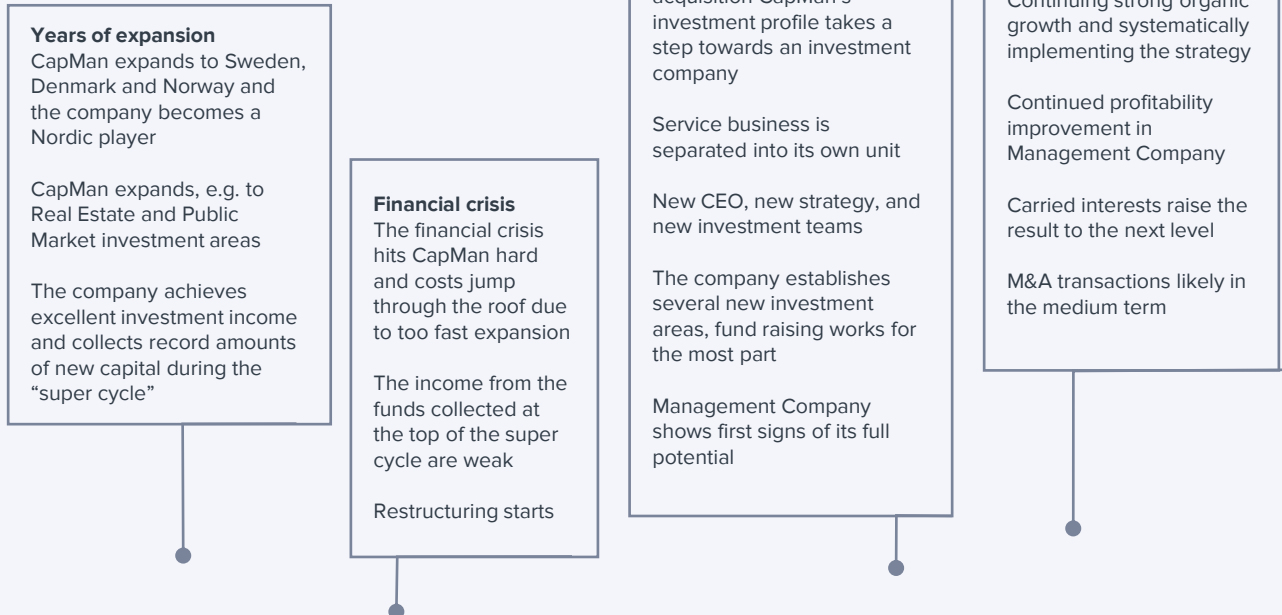 Years of expansion
CapMan expands to Sweden,
Denmark and Norway and
the company becomes a
Nordic player
CapMan expands, e.g. to
Real Estate and Public
Market investment areas
The company achieves
excellent investment income
and collects record amounts
of new capital during the
“super cycle”
Financial crisis
The financial crisis
hits CapMan hard
and costs jump
through the roof due
to too fast expansion
The income from the
funds collected at
the top of the super
cycle are weak
Restructuring starts
acquisition CapMan's
investment profile takes a
step towards an investment
company
Service business is
separated into its own unit
New CEO, new strategy, and
new investment teams
The company establishes
several new investment
areas, fund raising works for
the most part
Management Company
shows first signs of its full
potential
Continuing strong organic
growth and systematically
implementing the strategy
Continued profitability
improvement in
Management Company
Carried interests raise the
result to the next level
M&A transactions likely in
the medium term